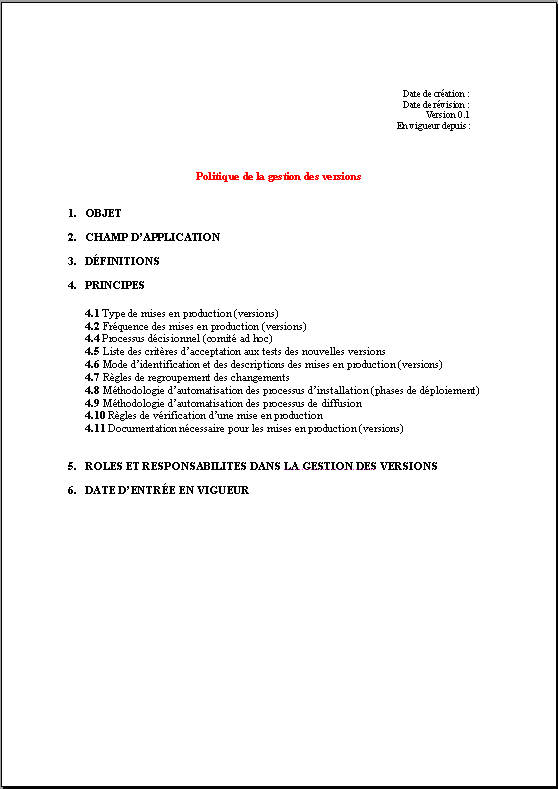 Date de création :
Date de révision :
Version 0.1
En vigueur depuis :
Politique de la gestion des versions
1. OBJET
2. CHAMP D’APPLICATION
3. DÉFINITIONS
4. PRINCIPES
4.1 Type de mises en production (versions)
4.2 Fréquence des mises en production (versions)
4.4 Processus décisionnel (comité ad hoc)
4.5 Liste des critères d’acceptation aux tests des nouvelles versions
4.6 Mode d’identification et des descriptions des mises en production (versions)
4.7 Règles de regroupement des changements
4.8 Méthodologie d’automatisation des processus d’installation (phases de déploiement)
4.9 Méthodologie d’automatisation des processus de diffusion
4.10 Règles de vérification d’une mise en production
4.11 Documentation nécessaire pour les mises en production (versions)
5. ROLES ET RESPONSABILITES DANS LA GESTION DES VERSIONS
6. DATE D’ENTRÉE EN VIGUEUR